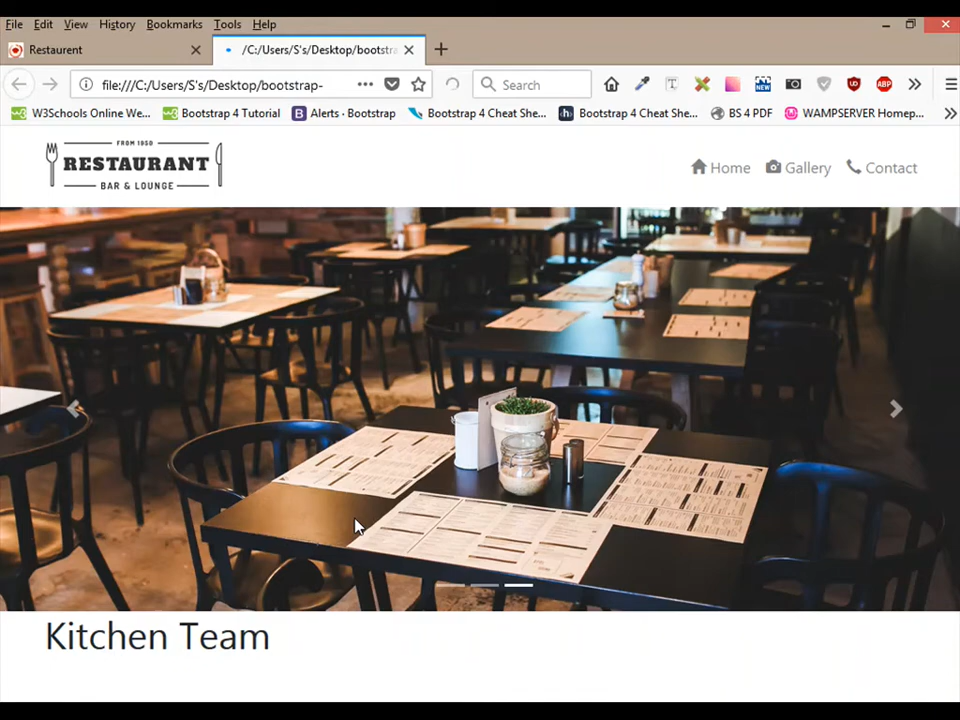 File Edit View History Bookmarks Tools Help
Restaurent
/C:/Users/S's/Desktop/bootstra
file:///C:/Users/S's/Desktop/bootstrap-
Search
W3Schools Online We...
Bootstrap 4 Tutorial
Alerts · Bootstrap
Bootstrap 4 Cheat She...
Bootstrap 4 Cheat She...
BS 4 PDF
WAMPSERVER Homep...
FROM 1950
RESTAURANT
BAR & LOUNGE
Home Gallery Contact
Kitchen Team